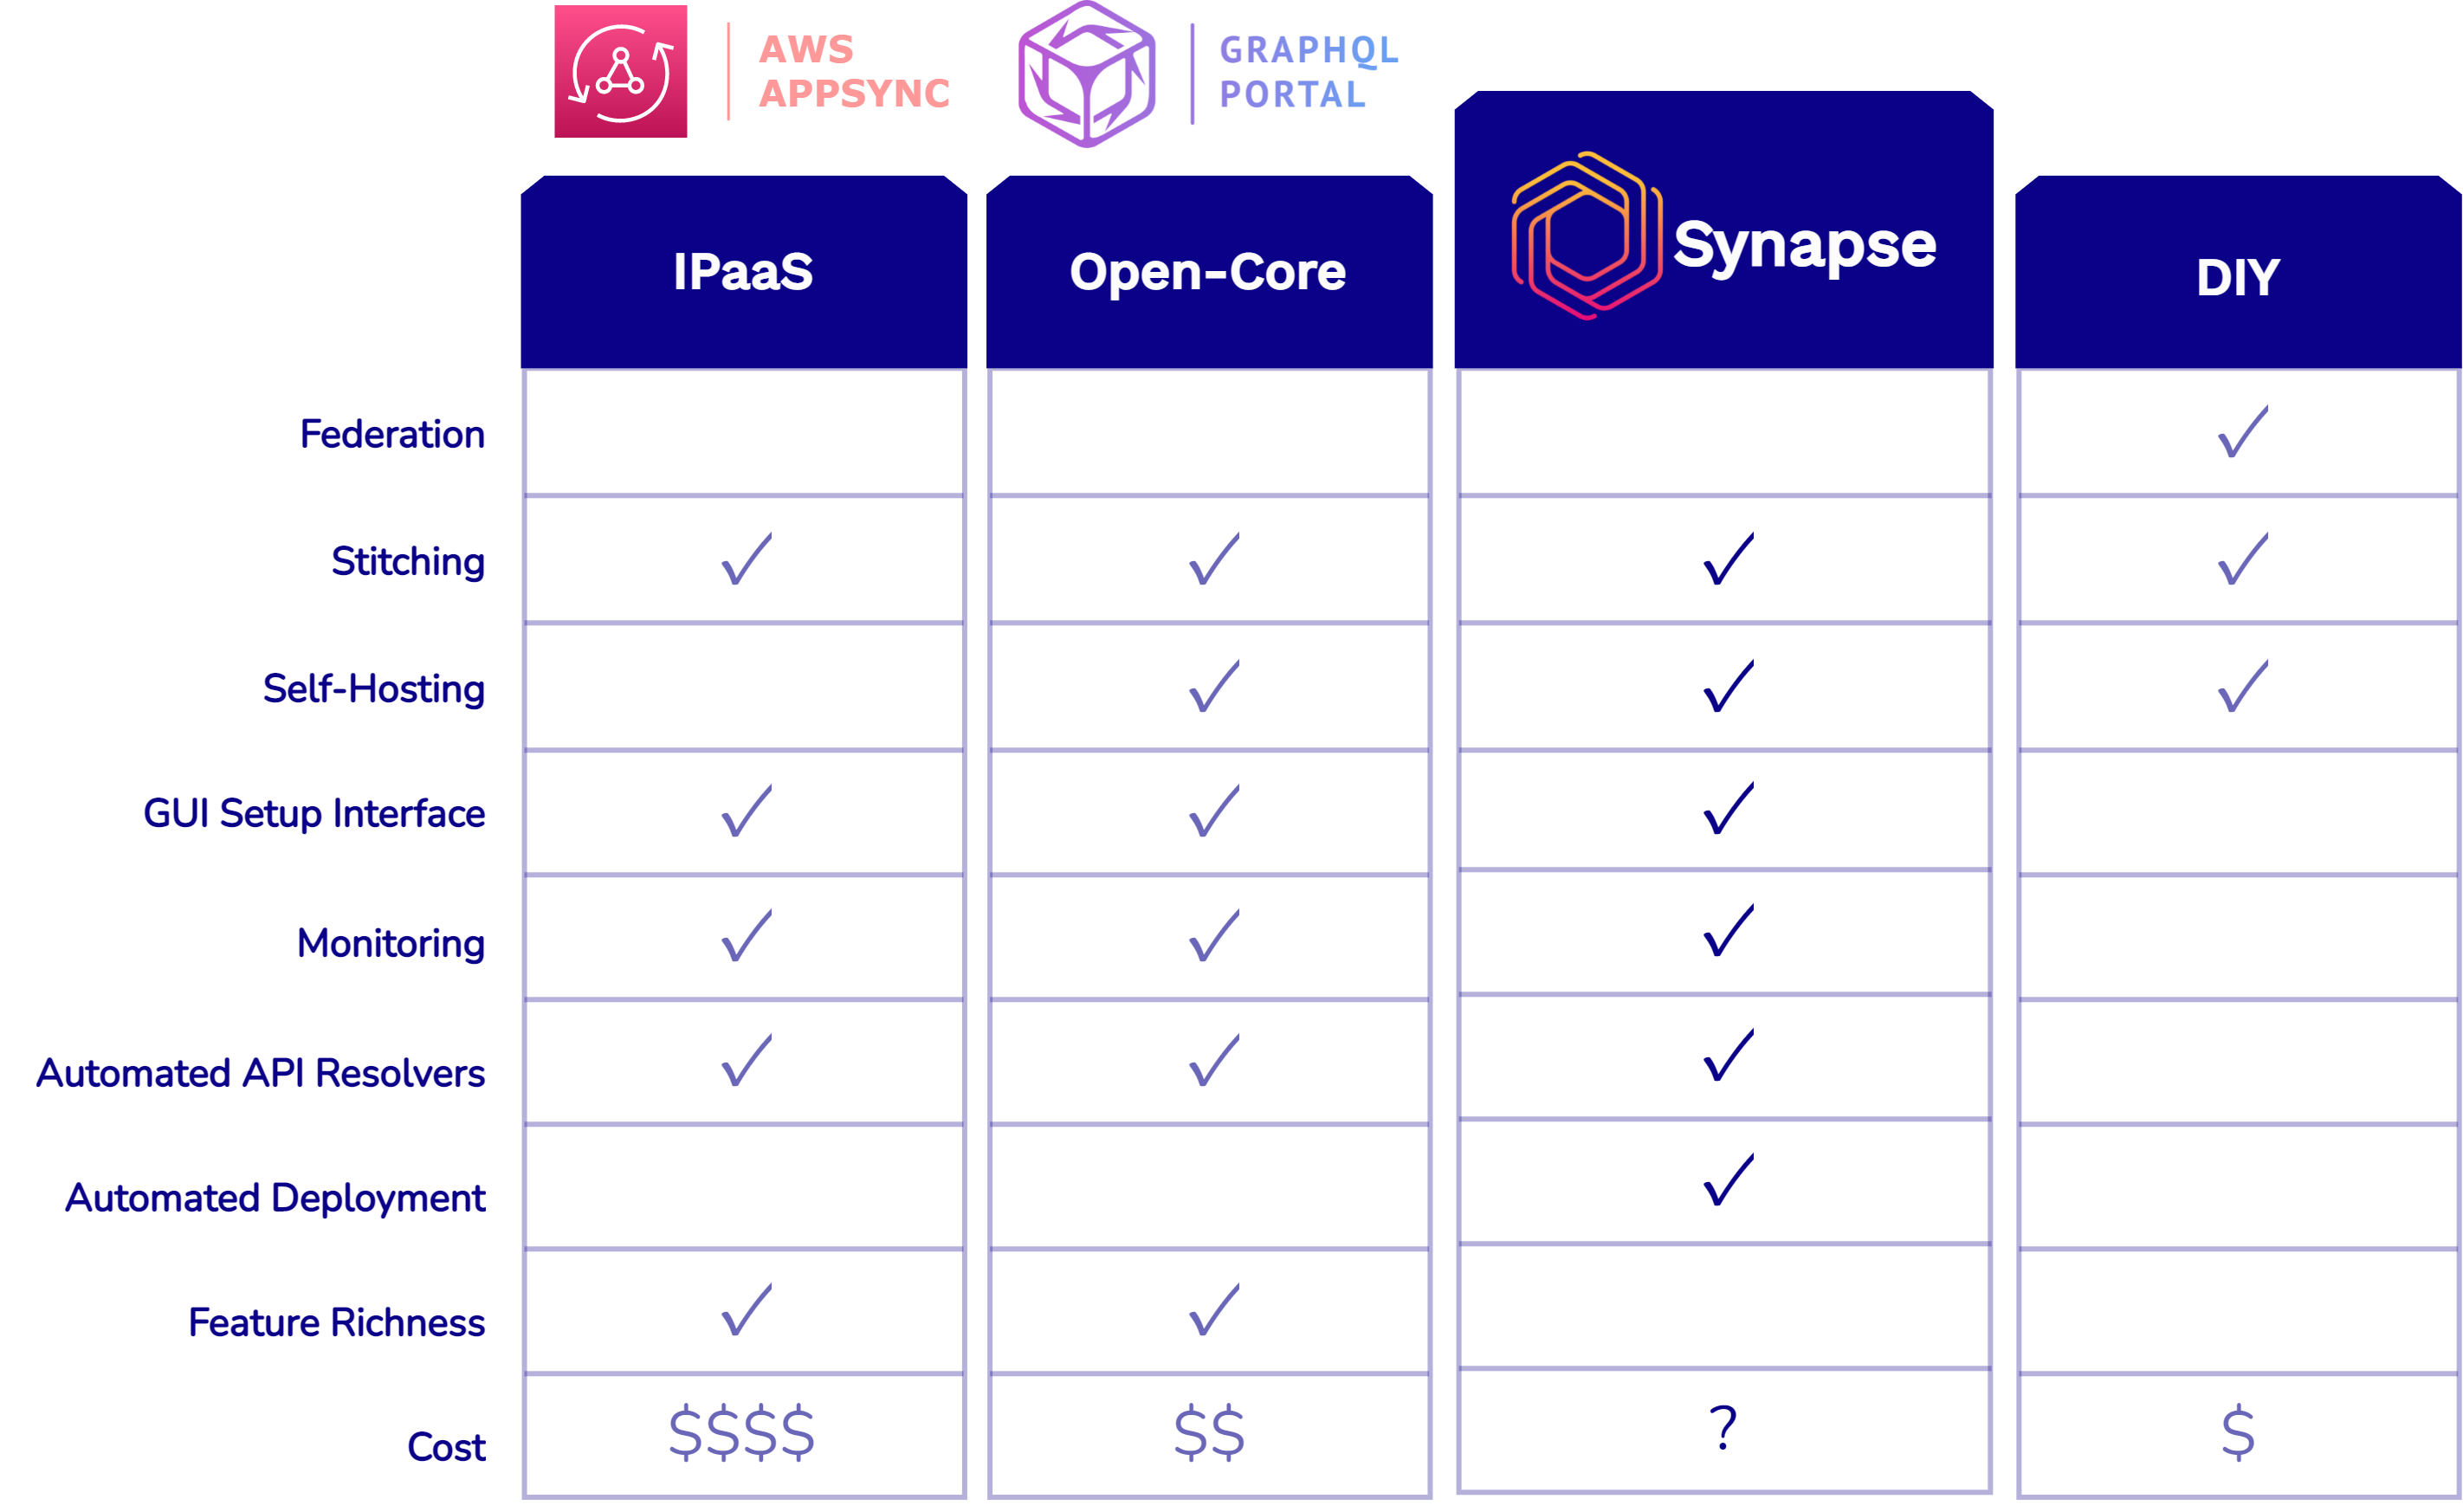 AWS
APPSYNC
GRAPHQL
PORTAL
IPaaS
Open-Core
Synapse
DIY
Federation ✓
Stitching ✓ ✓ ✓ ✓
Self-Hosting ✓ ✓ ✓
GUI Setup Interface ✓ ✓ ✓
Monitoring ✓ ✓ ✓
Automated API Resolvers ✓ ✓ ✓
Automated Deployment ✓
Feature Richness ✓ ✓
Cost $$$$ $$ ? $